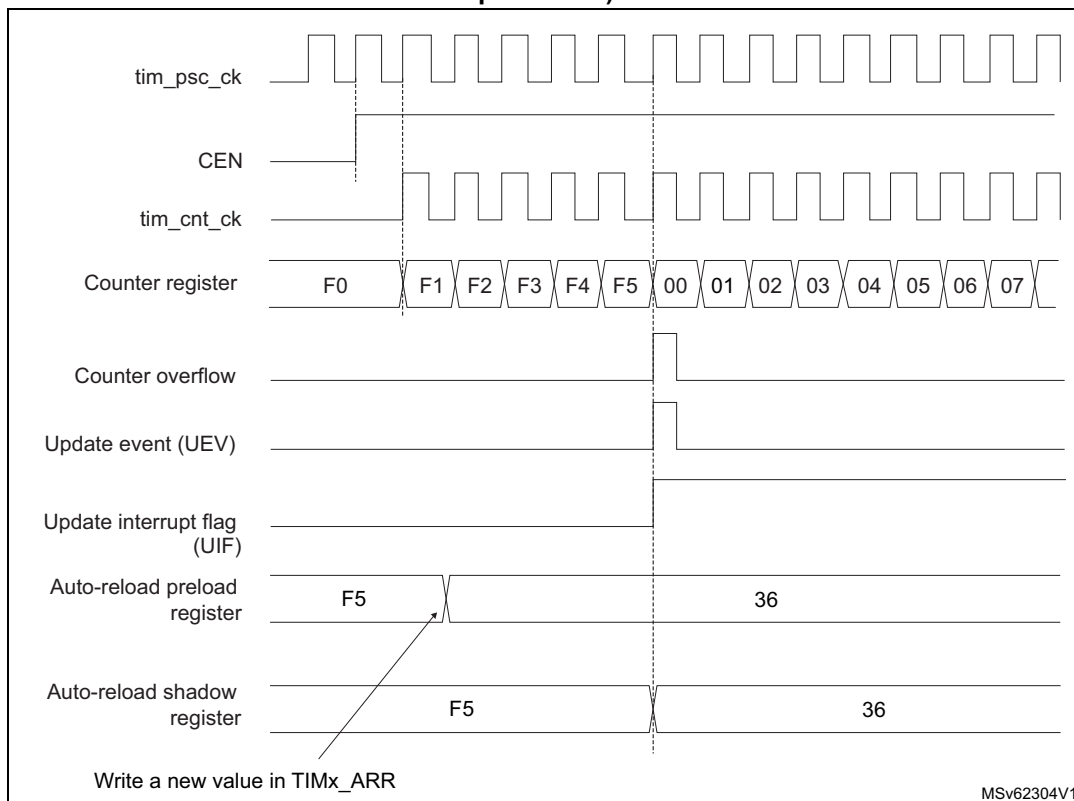 tim_psc_ck
CEN
tim_cnt_ck
Counter register F0 F1 F2 F3 F4 F5 00 01 02 03 04 05 06 07
Counter overflow
Update event (UEV)
Update interrupt flag
(UIF)
Auto-reload preload
register
F5 36
Auto-reload shadow
register
F5 36
Write a new value in TIMx_ARR
MSv62304V1